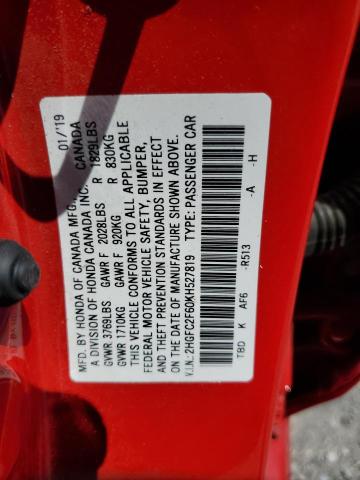 MFD. BY HONDA OF CANADA MFG., CANADA 01/'19
A DIVISION OF HONDA CANADA INC.
GVWR 3769LBS GAWR F 2028LBS R 1829LBS
GVWR 1710KG GAWR F 920KG R 830KG
THIS VEHICLE CONFORMS TO ALL APPLICABLE
FEDERAL MOTOR VEHICLE SAFETY, BUMPER,
AND THEFT PREVENTION STANDARDS IN EFFECT
ON THE DATE OF MANUFACTURE SHOWN ABOVE.
V.I.N.: 2HGFC2F60KH527819 TYPE: PASSENGER CAR
TBD K AF6 -R513 -A -H